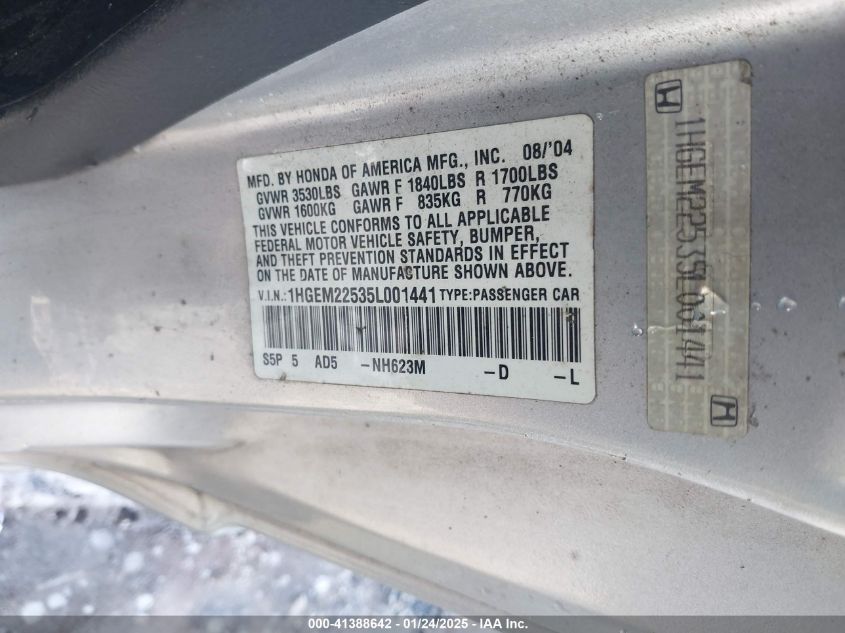 MFD. BY HONDA OF AMERICA MFG., INC. 08/'04
GVWR 3530LBS GAWR F 1840LBS R 1700LBS
GVWR 1600KG GAWR F 835KG R 770KG
THIS VEHICLE CONFORMS TO ALL APPLICABLE
FEDERAL MOTOR VEHICLE SAFETY, BUMPER,
AND THEFT PREVENTION STANDARDS IN EFFECT
ON THE DATE OF MANUFACTURE SHOWN ABOVE.
V.I.N.:1HGEM22535L001441 TYPE:PASSENGER CAR
S5P 5 AD5 –NH623M –D –L
1HGEM22535L001441
000-41388642 – 01/24/2025 – IAAI Inc.